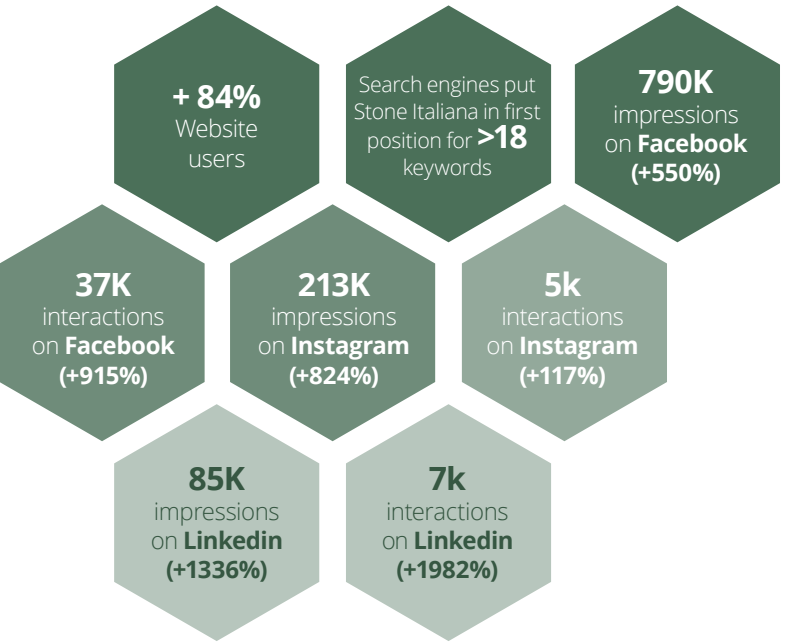 + 84%
Website
users
Search engines put
Stone Italiana in first
position for >18
keywords
790K
impressions
on Facebook
(+550%)
37K
interactions
on Facebook
(+915%)
213K
impressions
on Instagram
(+824%)
5k
interactions
on Instagram
(+117%)
85K
impressions
on Linkedin
(+1336%)
7k
interactions
on Linkedin
(+1982%)